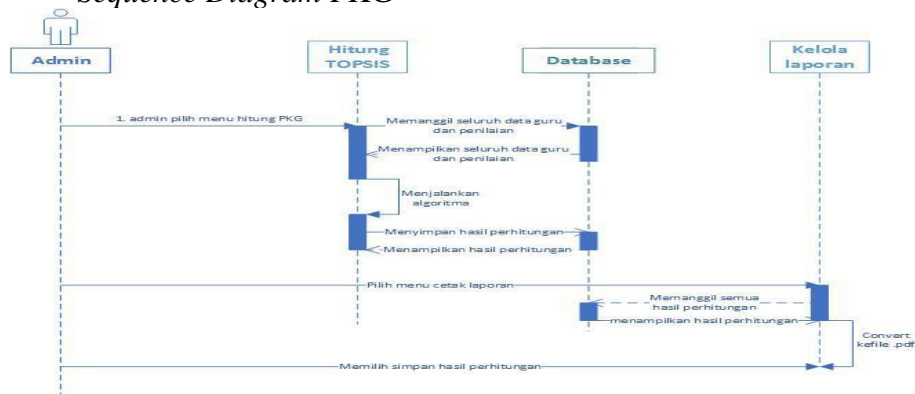 Sequence Diagram PKG
Admin
Hitung
TOPSIS
Database
Kelola
laporan
1. admin pilih menu hitung PKG
Memanggil seluruh data guru
dan penilaian
Menampilkan seluruh data guru
dan penilaian
Menjalankan
algoritma
Menyimpan hasil perhitungan
Menampilkan hasil perhitungan
Pilih menu cetak laporan
Memanggil semua
hasil perhitungan
menampilkan hasil perhitungan
Convert
kefile .pdf
Memilih simpan hasil perhitungan